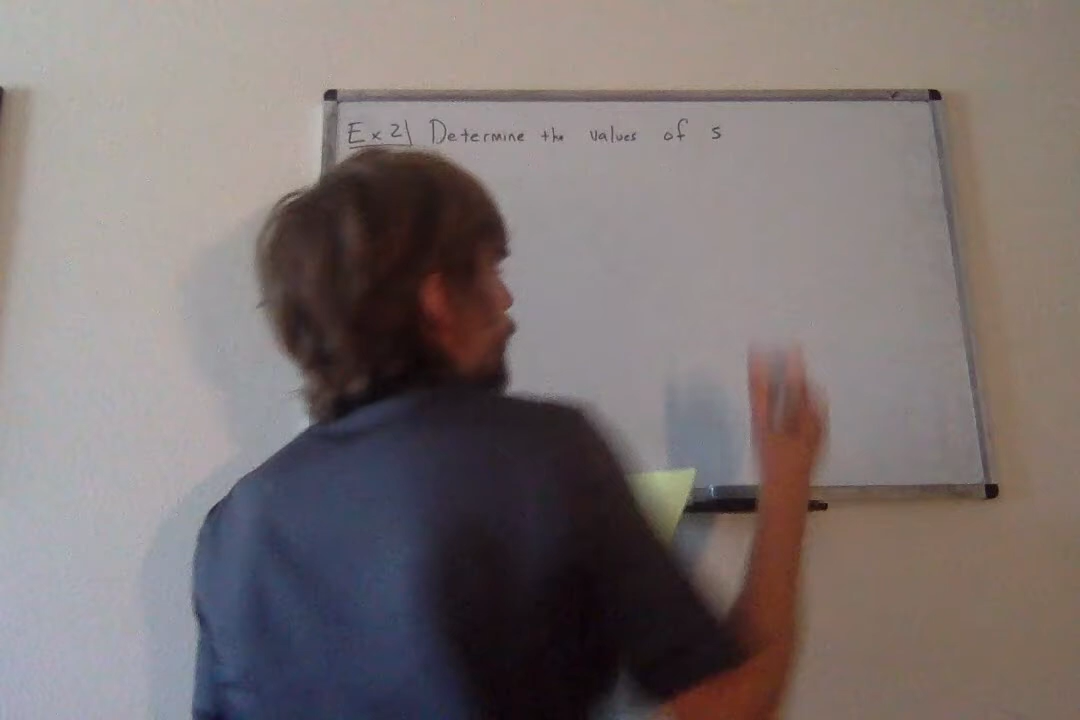 Ex 2| Determine the values of s